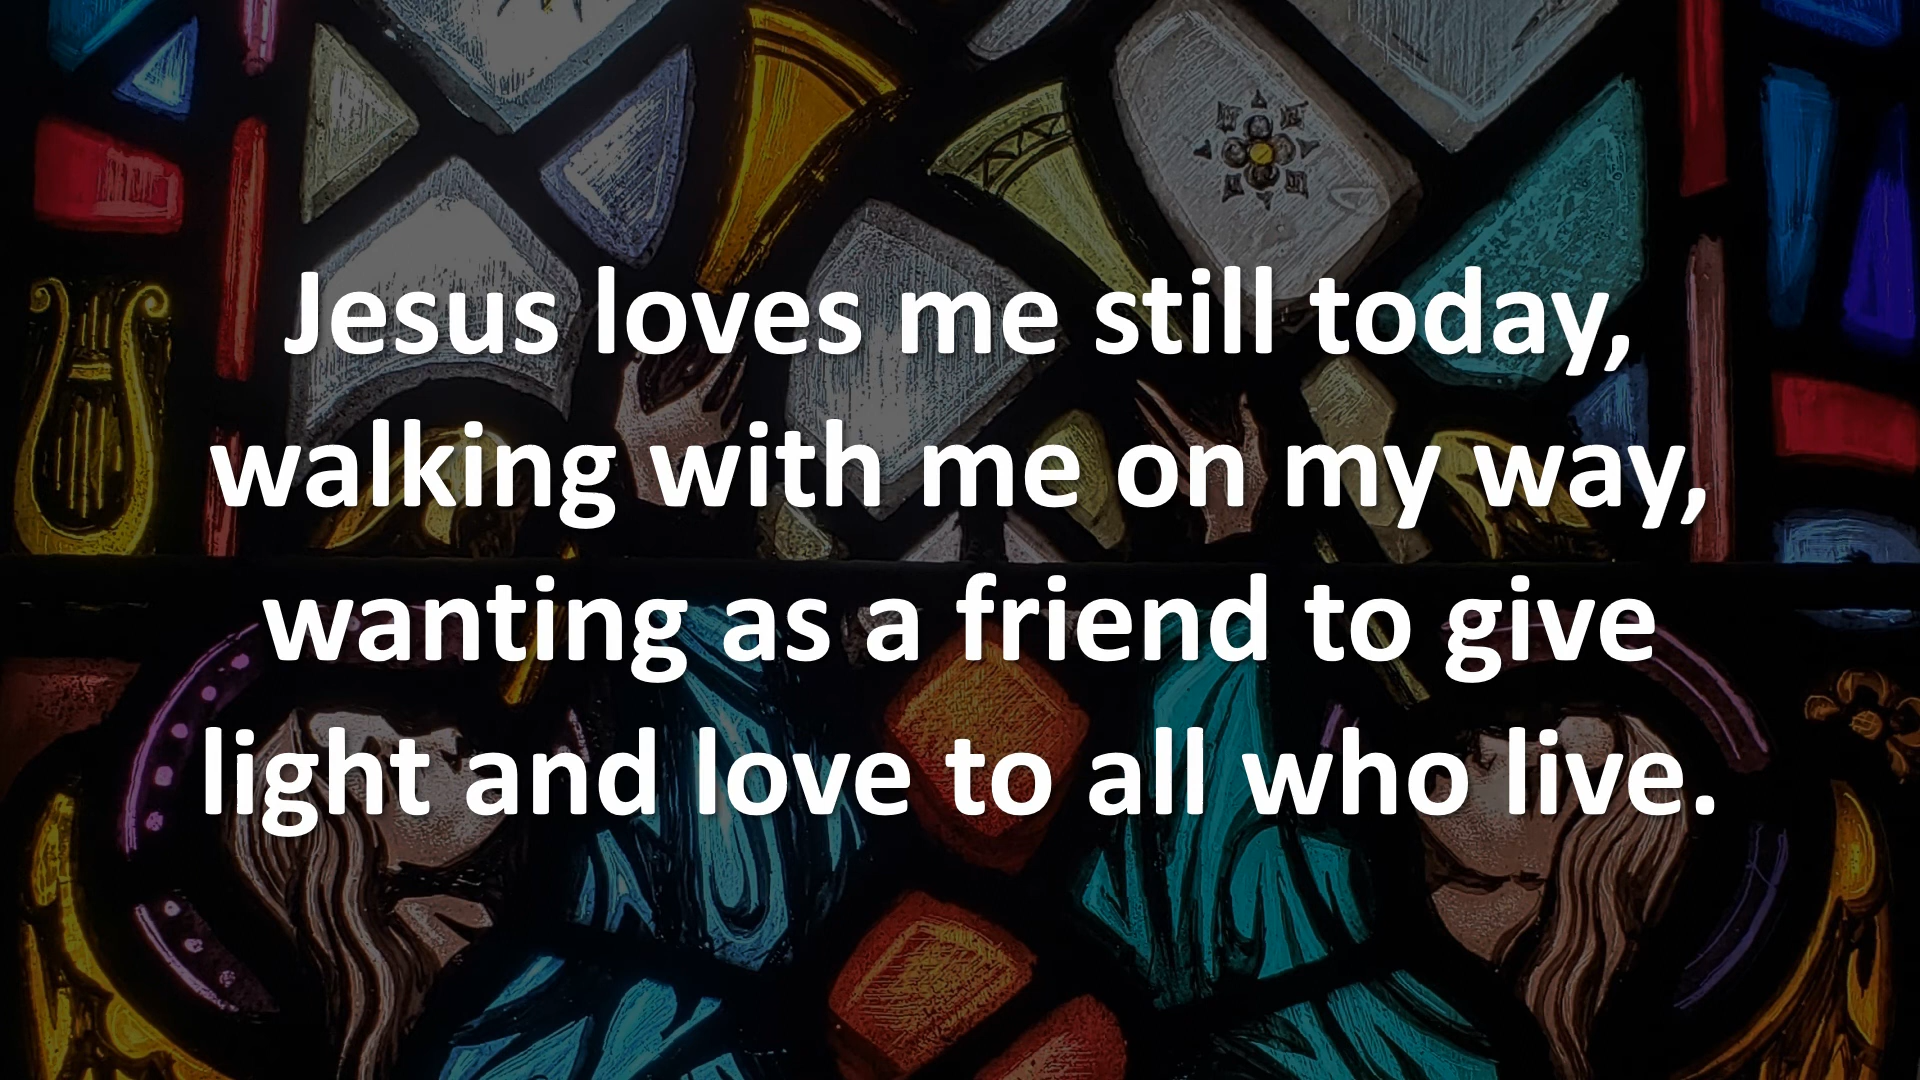 Jesus loves me still today,
walking with me on my way,
wanting as a friend to give
light and love to all who live.